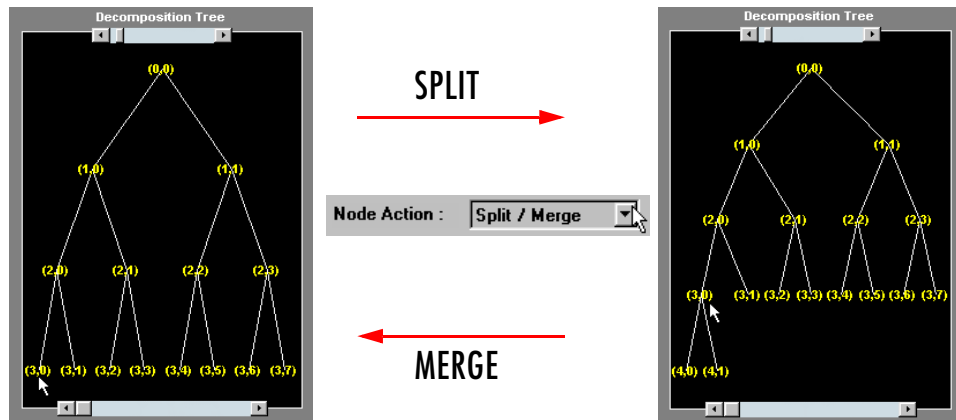 Decomposition Tree
(0,0)
(1,0) (1,1)
(2,0) (2,1) (2,2) (2,3)
(3,0) (3,1) (3,2) (3,3) (3,4) (3,5) (3,6) (3,7)
SPLIT
Node Action : Split / Merge
MERGE
Decomposition Tree
(0,0)
(1,0) (1,1)
(2,0) (2,1) (2,2) (2,3)
(3,0) (3,1) (3,2) (3,3) (3,4) (3,5) (3,6) (3,7)
(4,0) (4,1)